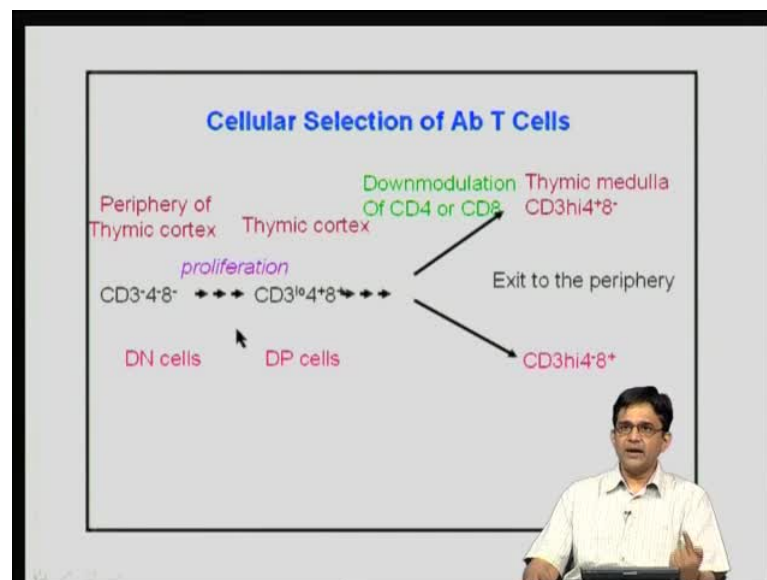 Cellular Selection of Ab T Cells
Downmodulation
Of CD4 or CD8
Thymic medulla
CD3hi4⁺8⁻
Periphery of
Thymic cortex
Thymic cortex
proliferation
CD3⁻4⁻8⁻
CD3ˡᵒ4⁺8⁺
Exit to the periphery
DN cells
DP cells
CD3hi4⁻8⁺